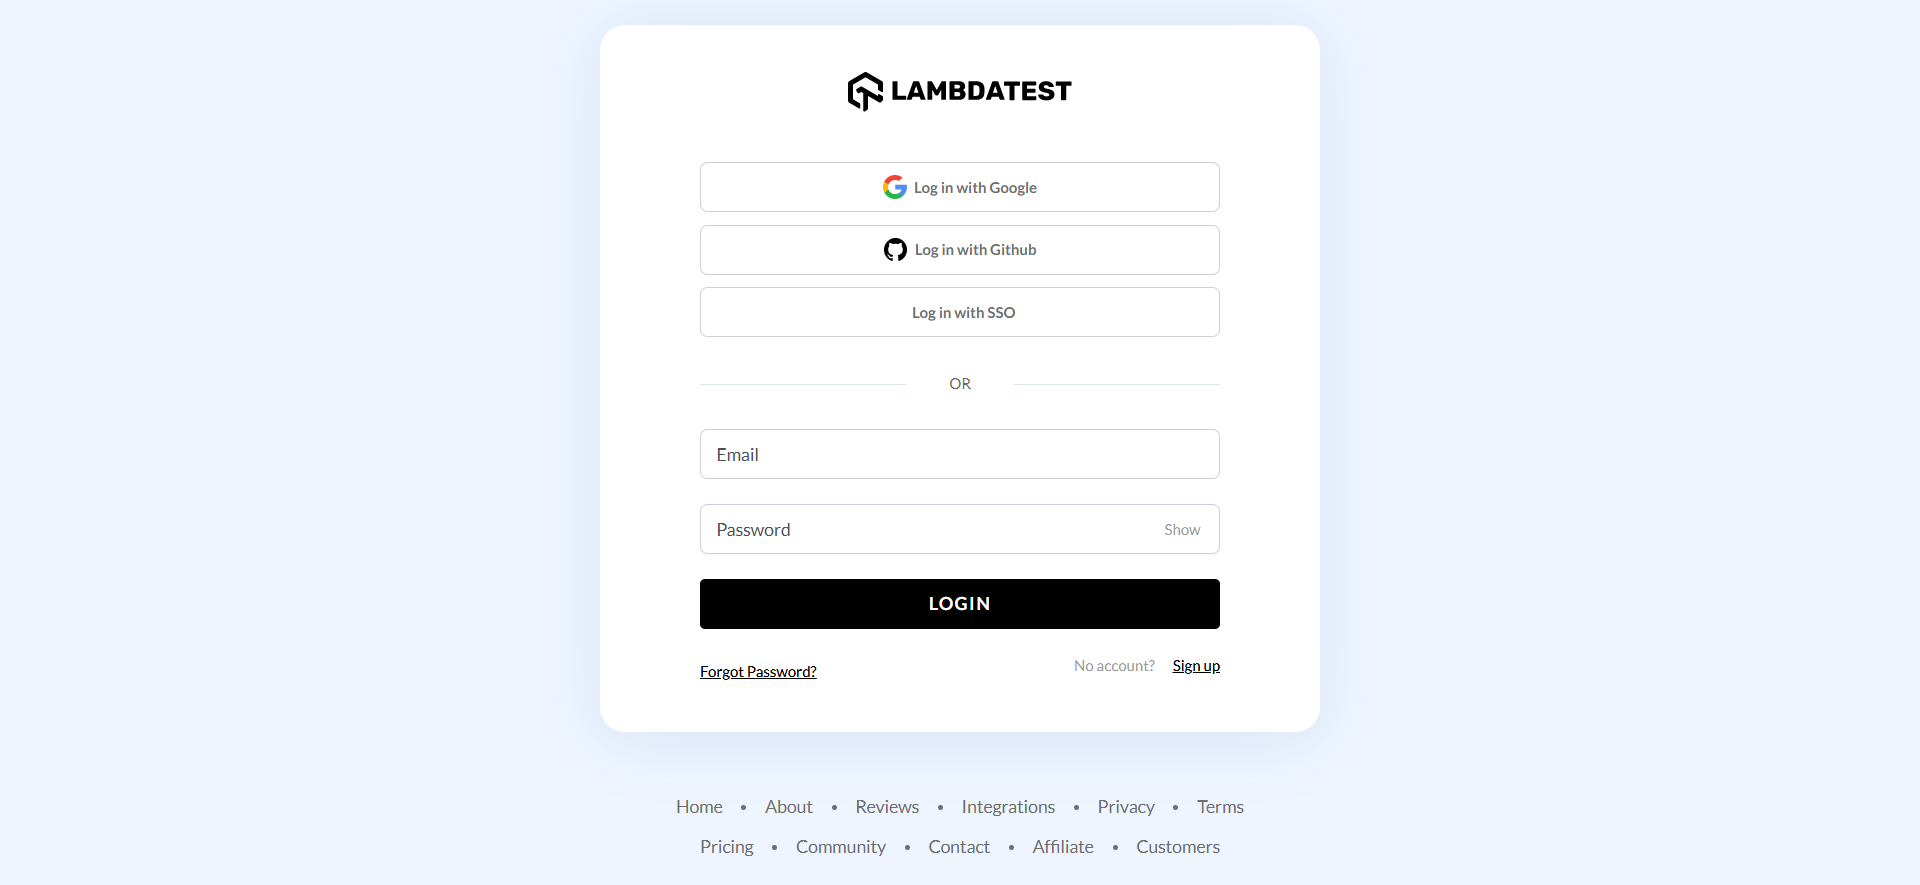 LAMBDATEST
Log in with Google
Log in with Github
Log in with SSO
OR
Email
Password Show
LOGIN
Forgot Password? No account? Sign up
Home • About • Reviews • Integrations • Privacy • Terms
Pricing • Community • Contact • Affiliate • Customers